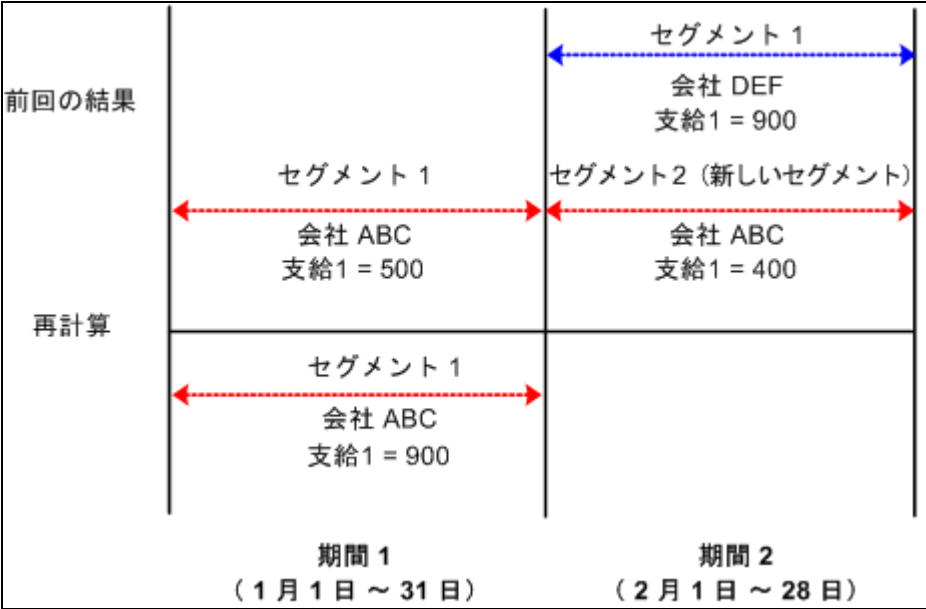 セグメント 1
会社 DEF
支給1 = 900
前回の結果
セグメント 1
会社 ABC
支給1 = 500
セグメント2（新しいセグメント）
会社 ABC
支給1 = 400
再計算
セグメント 1
会社 ABC
支給1 = 900
期間 1
（ 1 月 1 日 ～ 31 日）
期間 2
（ 2 月 1 日 ～ 28 日）